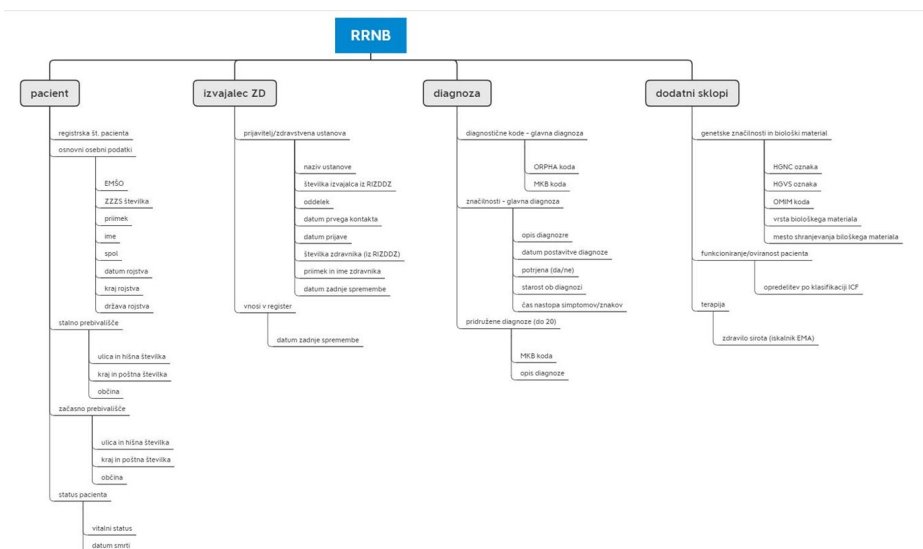 RRNB
pacient
registrska št. pacienta
osnovni osebni podatki
EMŠO
ZZZS številka
priimek
ime
spol
datum rojstva
kraj rojstva
država rojstva
stalno prebivališče
ulica in hišna številka
kraj in poštna številka
občina
začasno prebivališče
ulica in hišna številka
kraj in poštna številka
občina
status pacienta
vitalni status
datum smrti
izvajalec ZD
prijavitelj/zdravstvena ustanova
naziv ustanove
številka izvajalca iz RIZDDZ
oddelek
datum prvega kontakta
datum prijave
številka zdravnika (iz RIZDDZ)
priimek in ime zdravnika
datum zadnje spremembe
vnosi v register
datum zadnje spremembe
diagnoza
diagnostične kode - glavna diagnoza
ORPHA koda
MKB koda
značilnosti - glavna diagnoza
opis diagnozre
datum postavitve diagnoze
potrjena (da/ne)
starost ob diagnozi
čas nastopa simptomov/znakov
pridružene diagnoze (do 20)
MKB koda
opis diagnoze
dodatni sklopi
genetske značilnosti in biološki material
HGNC oznaka
HGVS oznaka
OMIM koda
vrsta biološkega materiala
mesto shranjevanja biloškega materiala
funkcioniranje/oviranost pacienta
opredelitev po klasifikaciji ICF
terapija
zdravilo sirota (iskalnik EMA)